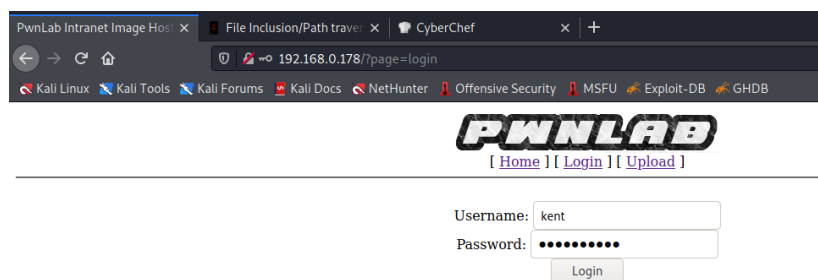 PwnLab Intranet Image Host File Inclusion/Path traver CyberChef
192.168.0.178/?page=login
Kali Linux Kali Tools Kali Forums Kali Docs NetHunter Offensive Security MSFU Exploit-DB GHDB
PWNLAB
[ Home ] [ Login ] [ Upload ]
Username: kent
Password: ●●●●●●●●●●
Login